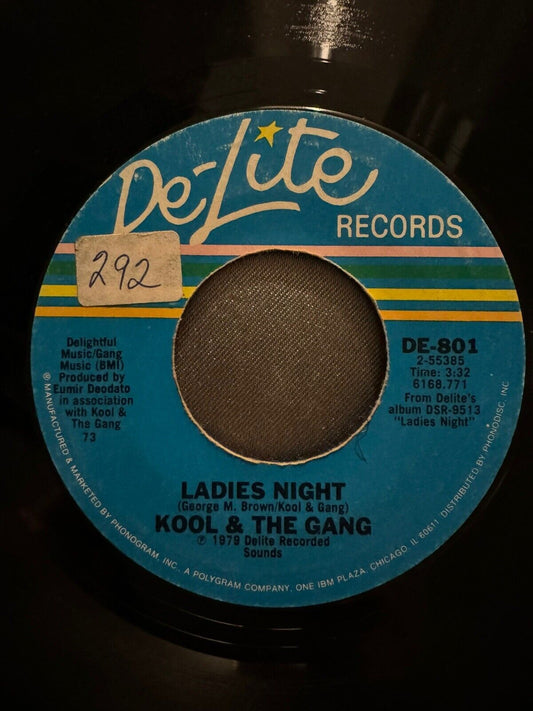 De-Lite
RECORDS
292
Delightful
Music/Gang
Music (BMI)
Produced by
Eumir Deodato
in association
with Kool &
The Gang
73
DE-801
2-55385
Time: 3:32
6168.771
From Delite's
album DSR-9513
"Ladies Night"
LADIES NIGHT
(George M. Brown/Kool & Gang)
KOOL & THE GANG
℗ 1979 Delite Recorded
Sounds
® MANUFACTURED & MARKETED BY PHONOGRAM, INC., A POLYGRAM COMPANY, ONE IBM PLAZA, CHICAGO, IL 60611 DISTRIBUTED BY PHONODISC, INC